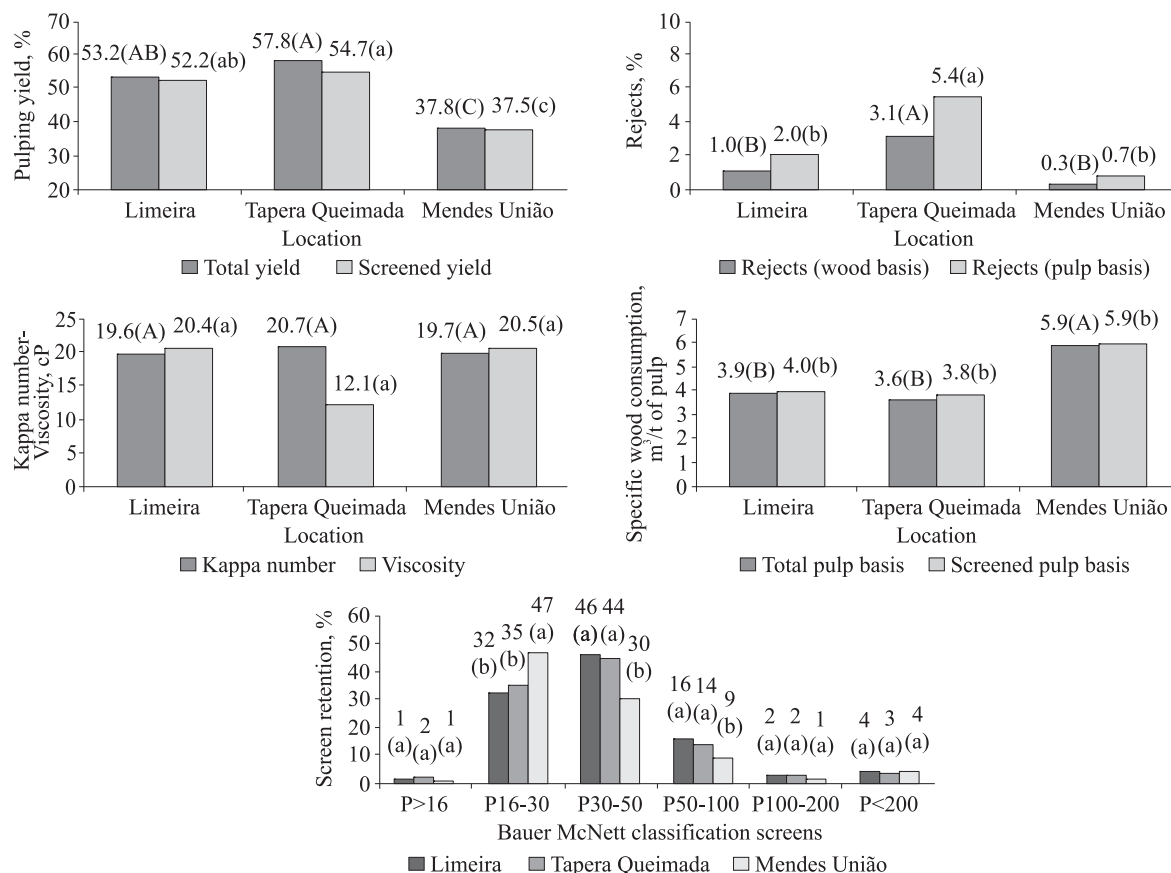 Pulping yield, %
70
60
50
40
30
20
53.2(AB)
52.2(ab)
57.8(A)
54.7(a)
37.8(C)
37.5(c)
Limeira
Tapera Queimada
Mendes União
Location
Total yield
Screened yield
Rejects, %
10
8
6
4
2
0
1.0(B)
2.0(b)
3.1(A)
5.4(a)
0.3(B)
0.7(b)
Limeira
Tapera Queimada
Mendes União
Location
Rejects (wood basis)
Rejects (pulp basis)
Kappa number-
Viscosity, cP
25
20
15
10
5
0
19.6(A)
20.4(a)
20.7(A)
12.1(a)
19.7(A)
20.5(a)
Limeira
Tapera Queimada
Mendes União
Location
Kappa number
Viscosity
Specific wood consumption,
m³/t of pulp
7
6
5
4
3
2
1
0
3.9(B)
4.0(b)
3.6(B)
3.8(b)
5.9(A)
5.9(b)
Limeira
Tapera Queimada
Mendes União
Location
Total pulp basis
Screened pulp basis
Screen retention, %
60
50
40
30
20
10
0
1
(a)
2
(a)
1
(a)
32
(b)
35
(b)
47
(a)
46
(a)
44
(a)
30
(b)
16
(a)
14
(a)
9
(b)
2
(a)
2
(a)
1
(a)
4
(a)
3
(a)
4
(a)
P>16
P16-30
P30-50
P50-100
P100-200
P<200
Bauer McNett classification screens
Limeira
Tapera Queimada
Mendes União